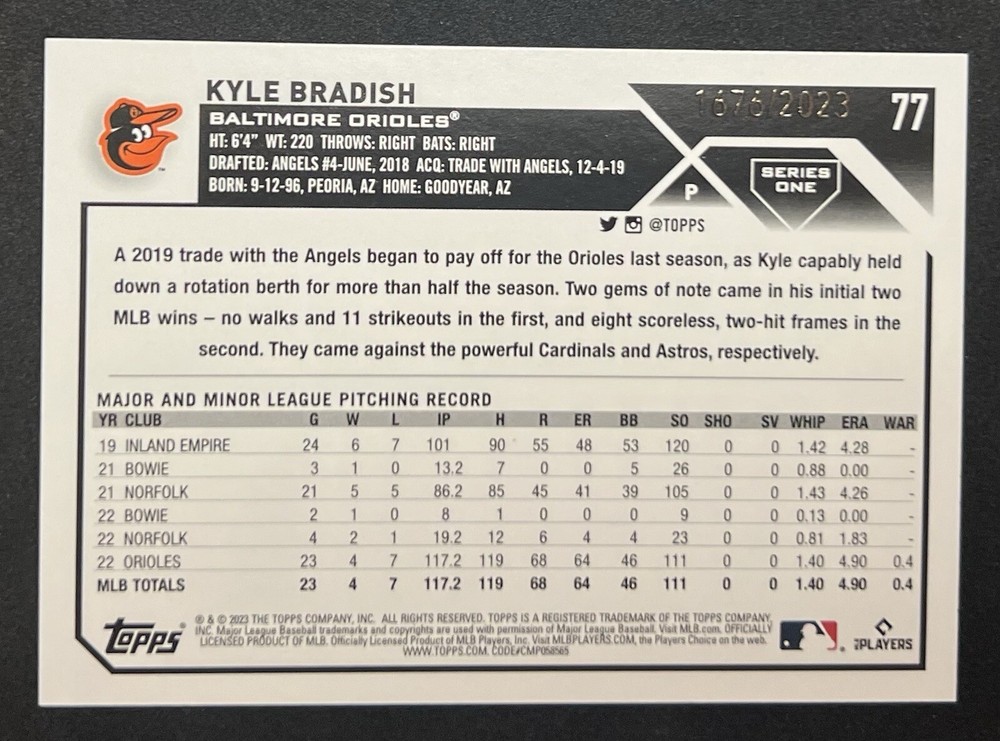 KYLE BRADISH
1676/2023
77
BALTIMORE ORIOLES®
HT: 6'4" WT: 220 THROWS: RIGHT BATS: RIGHT
DRAFTED: ANGELS #4-JUNE, 2018 ACQ: TRADE WITH ANGELS, 12-4-19
BORN: 9-12-96, PEORIA, AZ HOME: GOODYEAR, AZ
P
SERIES
ONE
@TOPPS
A 2019 trade with the Angels began to pay off for the Orioles last season, as Kyle capably held
down a rotation berth for more than half the season. Two gems of note came in his initial two
MLB wins – no walks and 11 strikeouts in the first, and eight scoreless, two-hit frames in the
second. They came against the powerful Cardinals and Astros, respectively.
MAJOR AND MINOR LEAGUE PITCHING RECORD
YR CLUB G W L IP H R ER BB SO SHO SV WHIP ERA WAR
19 INLAND EMPIRE 24 6 7 101 90 55 48 53 120 0 0 1.42 4.28 -
21 BOWIE 3 1 0 13.2 7 0 0 5 26 0 0 0.88 0.00 -
21 NORFOLK 21 5 5 86.2 85 45 41 39 105 0 0 1.43 4.26 -
22 BOWIE 2 1 0 8 1 0 0 0 9 0 0 0.13 0.00 -
22 NORFOLK 4 2 1 19.2 12 6 4 4 23 0 0 0.81 1.83 -
22 ORIOLES 23 4 7 117.2 119 68 64 46 111 0 0 1.40 4.90 0.4
MLB TOTALS 23 4 7 117.2 119 68 64 46 111 0 0 1.40 4.90 0.4
Topps®
® & © 2023 THE TOPPS COMPANY, INC. ALL RIGHTS RESERVED. TOPPS IS A REGISTERED TRADEMARK OF THE TOPPS COMPANY,
INC. Major League Baseball trademarks and copyrights are used with permission of Major League Baseball. Visit MLB.com. OFFICIALLY
LICENSED PRODUCT OF MLB. Officially Licensed Product of MLB Players, Inc. Visit MLBPLAYERS.COM, the Players Choice on the web.
WWW.TOPPS.COM. CODE#CMP058565
PLAYERS